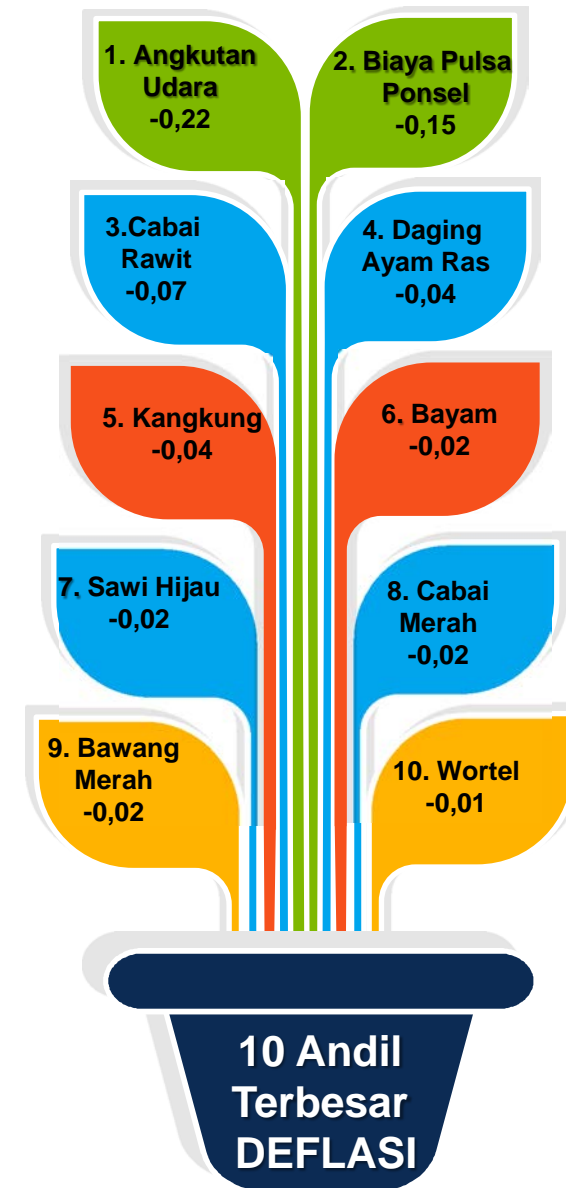 1. Angkutan
Udara
-0,22
2. Biaya Pulsa
Ponsel
-0,15
3.Cabai
Rawit
-0,07
4. Daging
Ayam Ras
-0,04
5. Kangkung
-0,04
6. Bayam
-0,02
7. Sawi Hijau
-0,02
8. Cabai
Merah
-0,02
9. Bawang
Merah
-0,02
10. Wortel
-0,01
10 Andil
Terbesar
DEFLASI